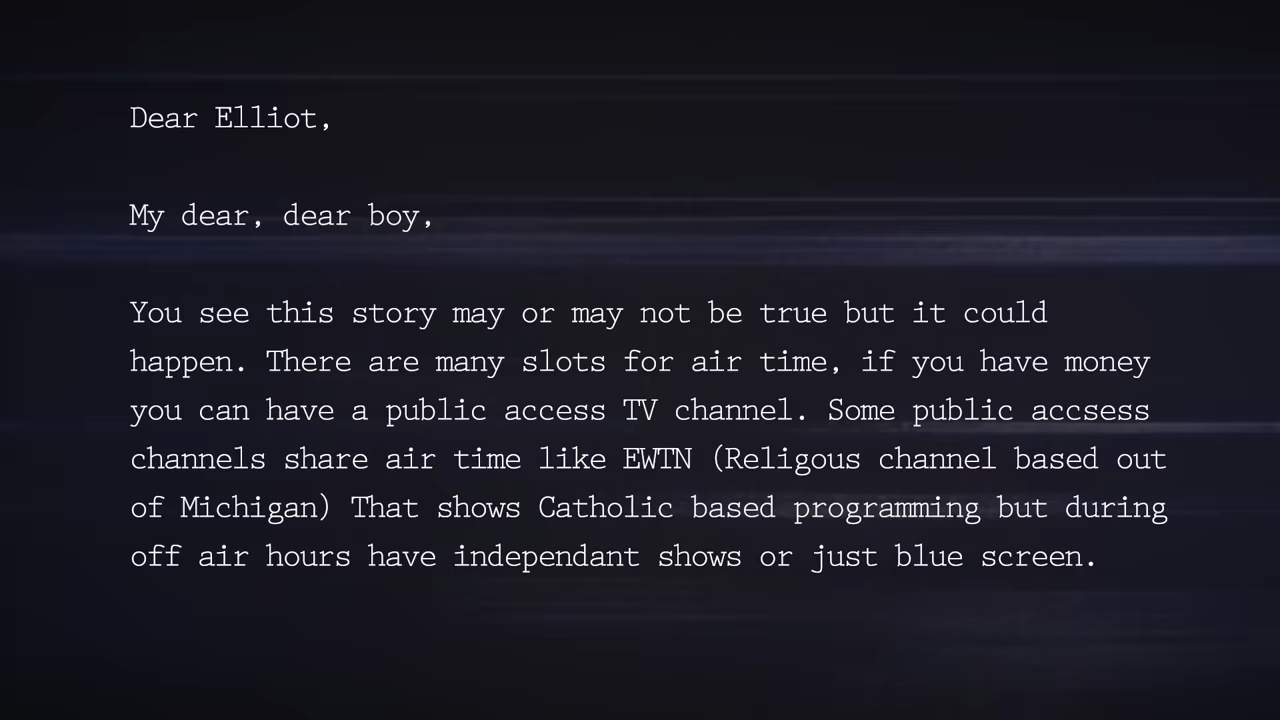 Dear Elliot,
My dear, dear boy,
You see this story may or may not be true but it could
happen. There are many slots for air time, if you have money
you can have a public access TV channel. Some public accsess
channels share air time like EWTN (Religous channel based out
of Michigan) That shows Catholic based programming but during
off air hours have independant shows or just blue screen.